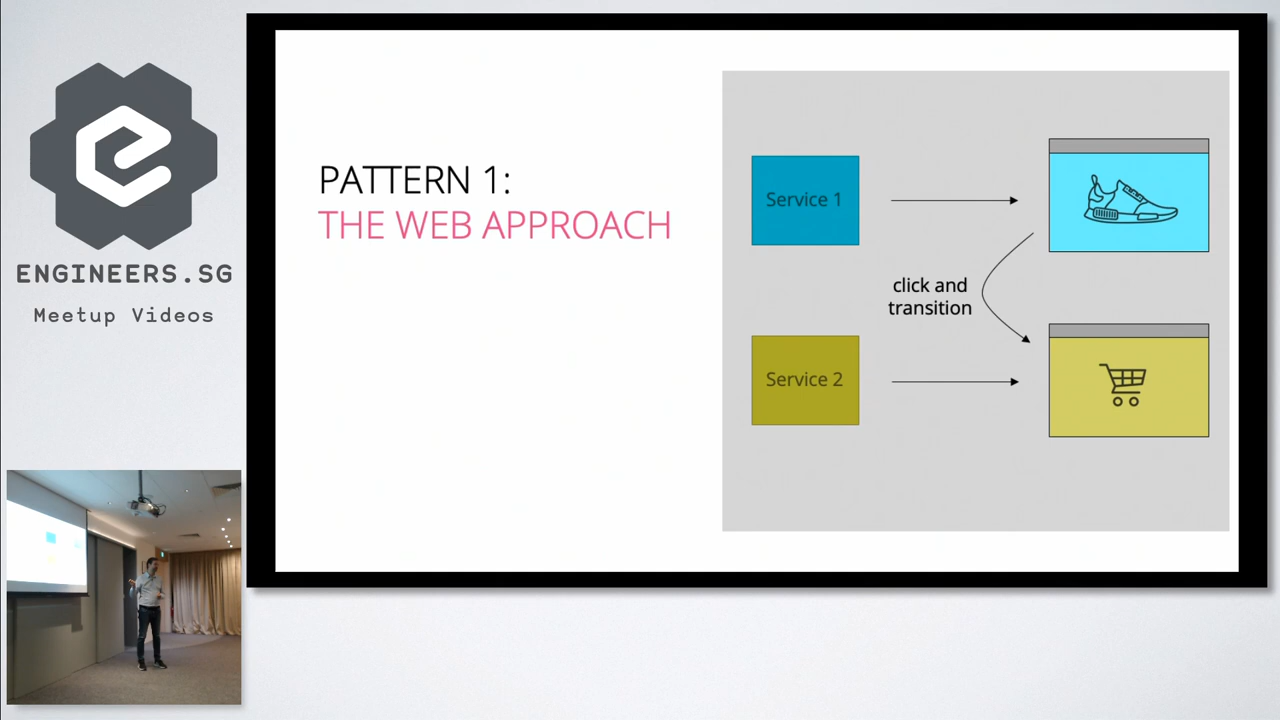 ENGINEERS.SG
Meetup Videos
PATTERN 1:
THE WEB APPROACH
Service 1
click and
transition
Service 2